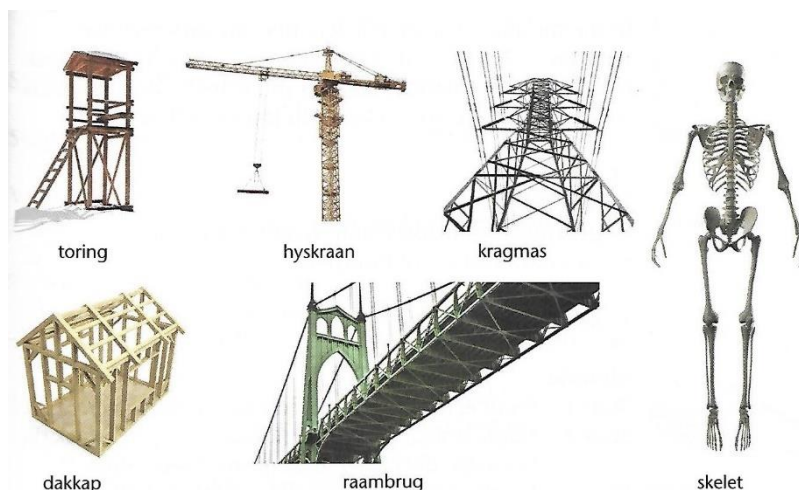 toring
hyskraan
kragmas
dakkap
raambrug
skelet